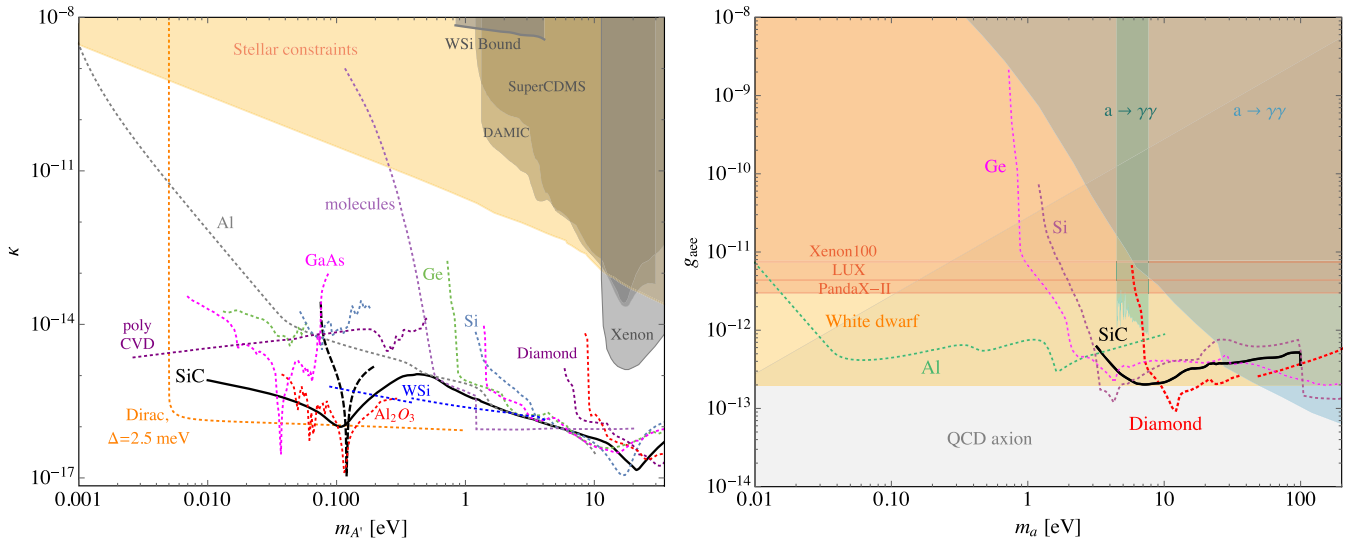 10⁻⁸
10⁻¹¹
10⁻¹⁴
10⁻¹⁷
κ
0.001
0.010
0.100
1
10
m_A' [eV]
Stellar constraints
WSi Bound
SuperCDMS
DAMIC
molecules
Al
GaAs
Ge
Xenon
poly
CVD
Si
Diamond
SiC
WSi
Al₂O₃
Dirac,
Δ=2.5 meV
10⁻⁸
10⁻⁹
10⁻¹⁰
10⁻¹¹
10⁻¹²
10⁻¹³
10⁻¹⁴
g_aee
0.01
0.10
1
10
100
m_a [eV]
a → γγ
a → γγ
Ge
Si
Xenon100
LUX
PandaX-II
White dwarf
SiC
Al
Diamond
QCD axion